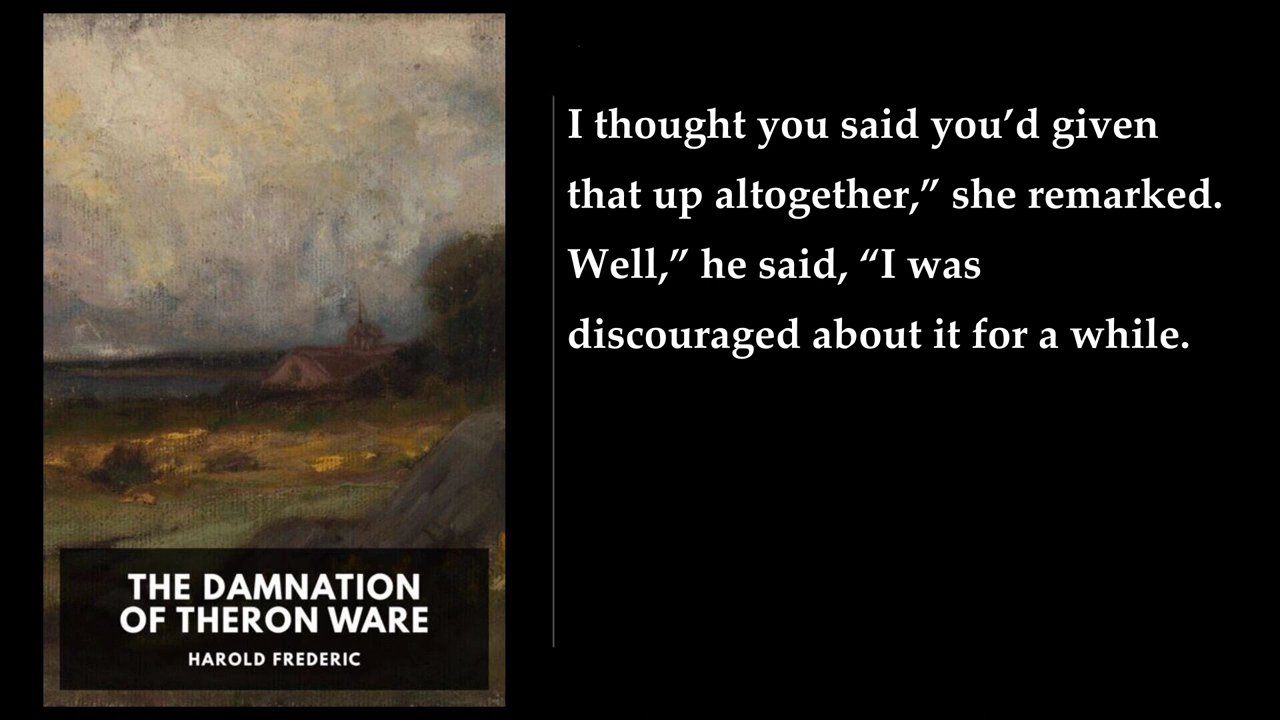 I thought you said you’d given
that up altogether,” she remarked.
Well,” he said, “I was
discouraged about it for a while.
THE DAMNATION
OF THERON WARE
HAROLD FREDERIC